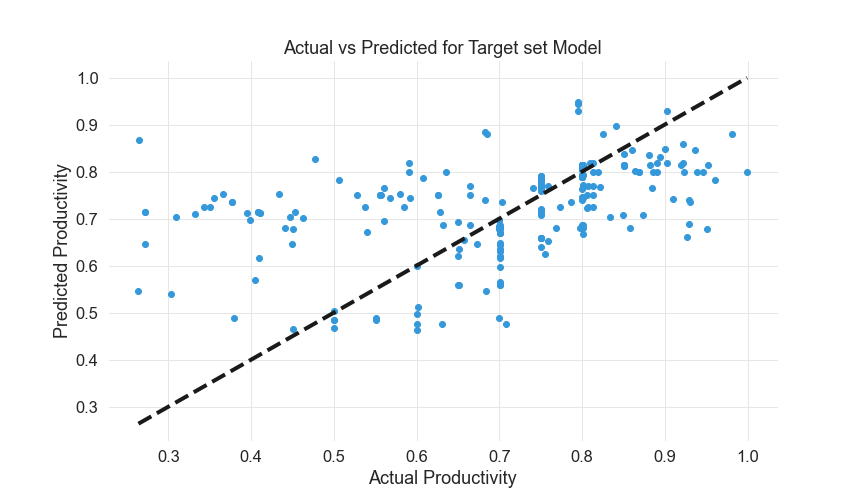 Actual vs Predicted for Target set Model
Predicted Productivity
1.0
0.9
0.8
0.7
0.6
0.5
0.4
0.3
0.3 0.4 0.5 0.6 0.7 0.8 0.9 1.0
Actual Productivity